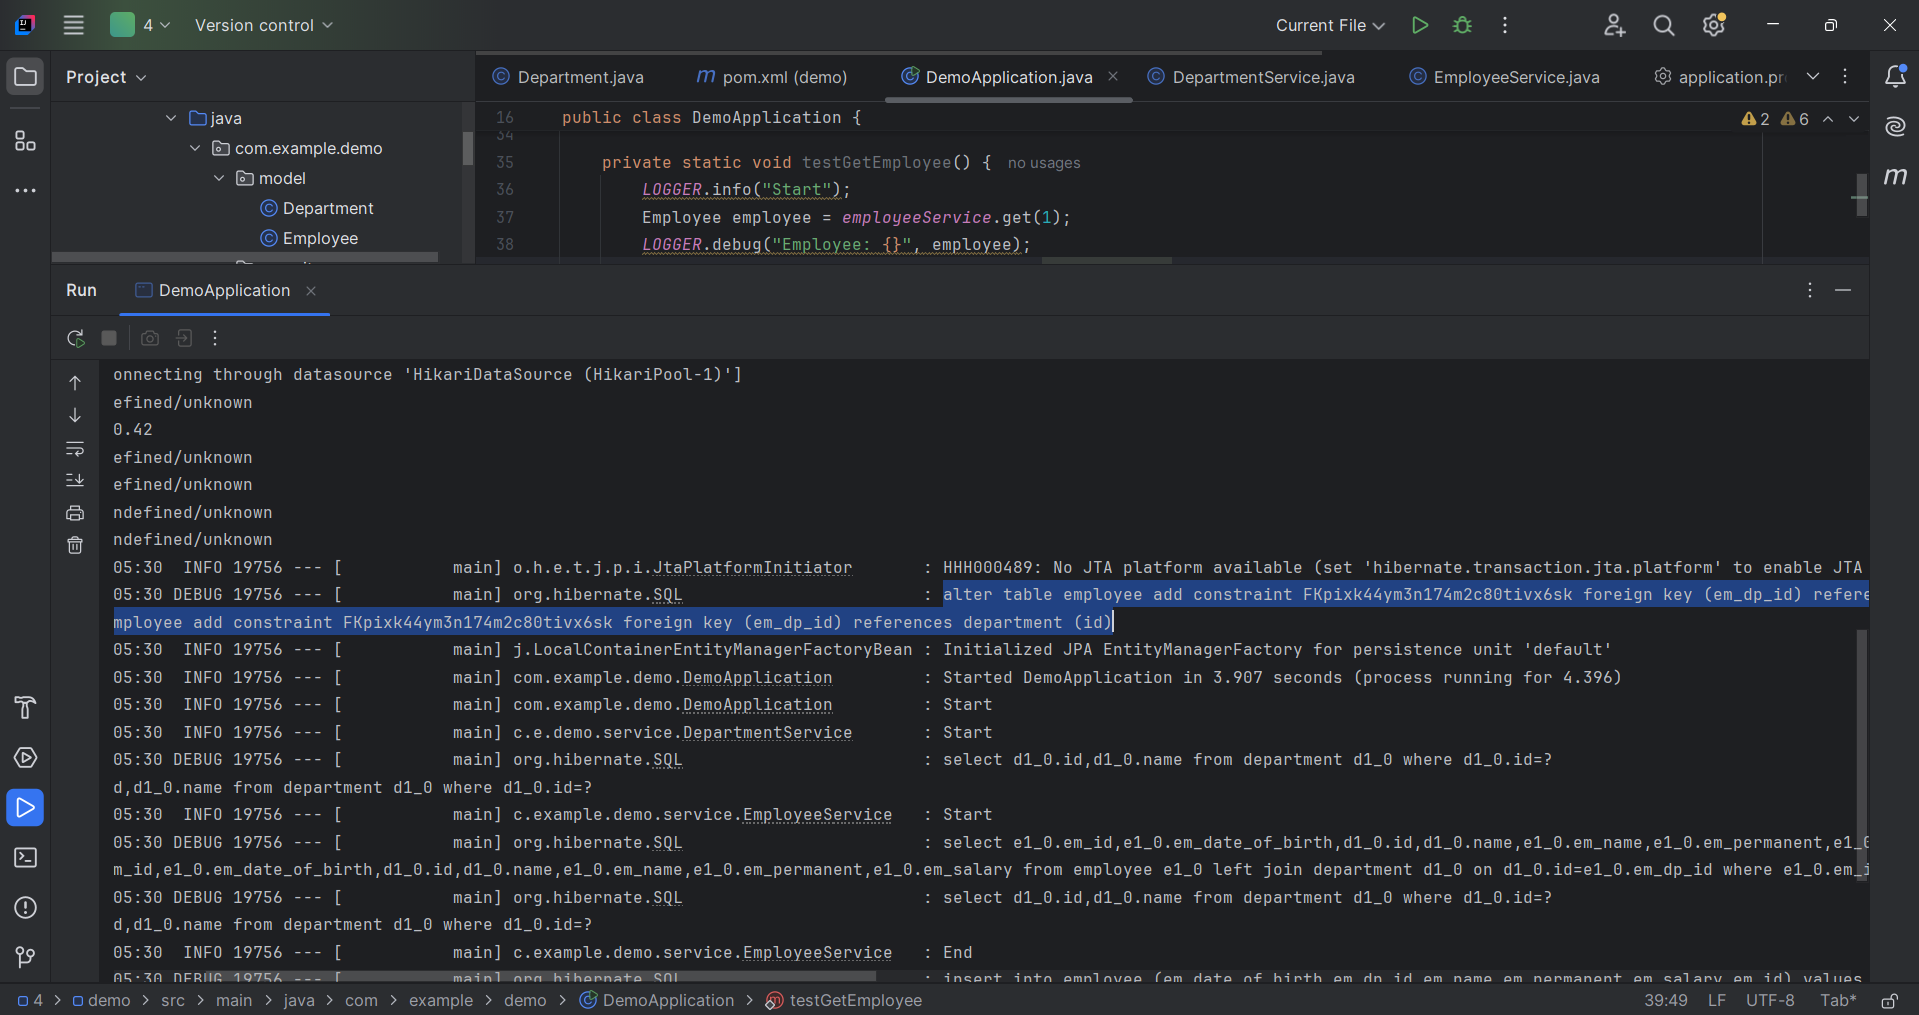 4 Version control Current File
Project
Department.java pom.xml (demo) DemoApplication.java DepartmentService.java EmployeeService.java application.pr
java
com.example.demo
model
Department
Employee
16 public class DemoApplication { 2 6
34
35 private static void testGetEmployee() { no usages
36 LOGGER.info("Start");
37 Employee employee = employeeService.get(1);
38 LOGGER.debug("Employee: {}", employee);
Run DemoApplication
onnecting through datasource 'HikariDataSource (HikariPool-1)']
efined/unknown
0.42
efined/unknown
efined/unknown
ndefined/unknown
ndefined/unknown
05:30  INFO 19756 --- [           main] o.h.e.t.j.p.i.JtaPlatformInitiator       : HHH000489: No JTA platform available (set 'hibernate.transaction.jta.platform' to enable JTA
05:30 DEBUG 19756 --- [           main] org.hibernate.SQL                        : alter table employee add constraint FKpixk44ym3n174m2c80tivx6sk foreign key (em_dp_id) refere
mployee add constraint FKpixk44ym3n174m2c80tivx6sk foreign key (em_dp_id) references department (id)
05:30  INFO 19756 --- [           main] j.LocalContainerEntityManagerFactoryBean : Initialized JPA EntityManagerFactory for persistence unit 'default'
05:30  INFO 19756 --- [           main] com.example.demo.DemoApplication         : Started DemoApplication in 3.907 seconds (process running for 4.396)
05:30  INFO 19756 --- [           main] com.example.demo.DemoApplication         : Start
05:30  INFO 19756 --- [           main] c.e.demo.service.DepartmentService       : Start
05:30 DEBUG 19756 --- [           main] org.hibernate.SQL                        : select d1_0.id,d1_0.name from department d1_0 where d1_0.id=?
d,d1_0.name from department d1_0 where d1_0.id=?
05:30  INFO 19756 --- [           main] c.example.demo.service.EmployeeService   : Start
05:30 DEBUG 19756 --- [           main] org.hibernate.SQL                        : select e1_0.em_id,e1_0.em_date_of_birth,d1_0.id,d1_0.name,e1_0.em_name,e1_0.em_permanent,e1_0
m_id,e1_0.em_date_of_birth,d1_0.id,d1_0.name,e1_0.em_name,e1_0.em_permanent,e1_0.em_salary from employee e1_0 left join department d1_0 on d1_0.id=e1_0.em_dp_id where e1_0.em_i
05:30 DEBUG 19756 --- [           main] org.hibernate.SQL                        : select d1_0.id,d1_0.name from department d1_0 where d1_0.id=?
d,d1_0.name from department d1_0 where d1_0.id=?
05:30  INFO 19756 --- [           main] c.example.demo.service.EmployeeService   : End
05:30 DEBUG 19756 --- [           main] org.hibernate.SQL                        : insert into employee (em_date_of_birth,em_dp_id,em_name,em_permanent,em_salary,em_id) values
4 > demo > src > main > java > com > example > demo > DemoApplication > testGetEmployee 39:49 LF UTF-8 Tab*